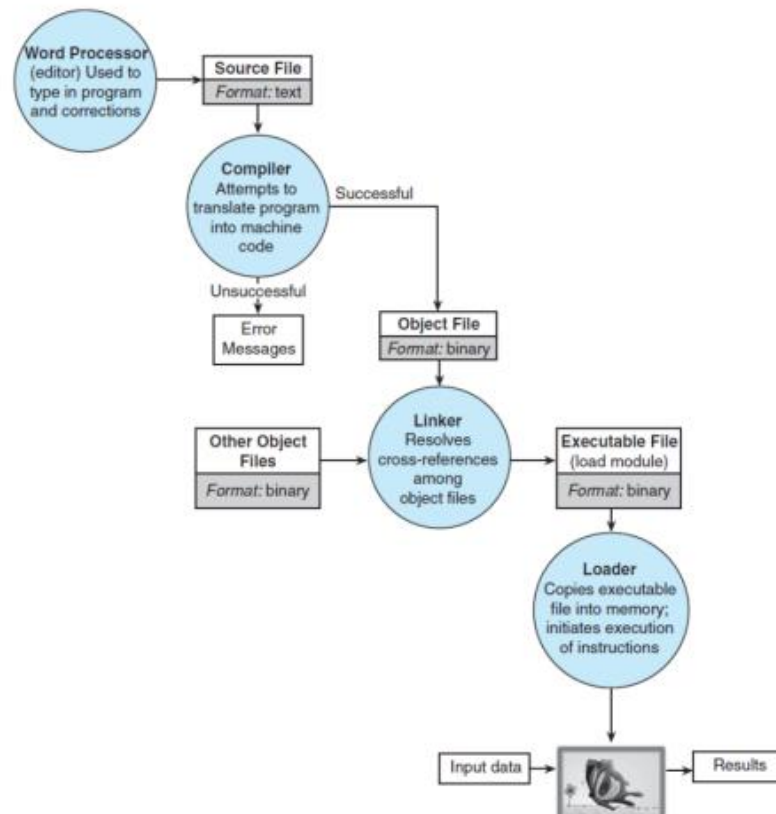 Word Processor
(editor) Used to
type in program
and corrections
Source File
Format: text
Compiler
Attempts to
translate program
into machine
code
Successful
Unsuccessful
Error
Messages
Object File
Format: binary
Other Object
Files
Format: binary
Linker
Resolves
cross-references
among
object files
Executable File
(load module)
Format: binary
Loader
Copies executable
file into memory;
initiates execution
of instructions
Input data
Results